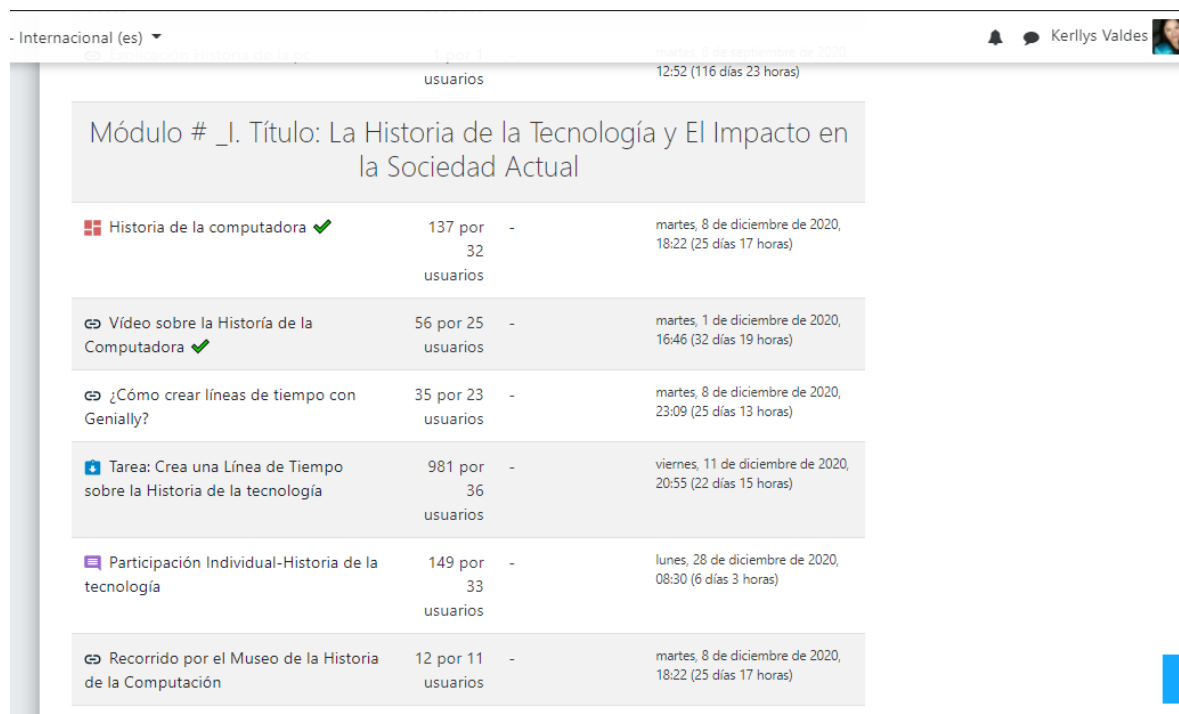 - Internacional (es)
Kerllys Valdes
Explicación Historia de la pc
1 por 1
usuarios
martes, 8 de septiembre de 2020,
12:52 (116 días 23 horas)
Módulo # _I. Título: La Historia de la Tecnología y El Impacto en
la Sociedad Actual
Historia de la computadora
137 por
32
usuarios
-
martes, 8 de diciembre de 2020,
18:22 (25 días 17 horas)
Vídeo sobre la Historía de la
Computadora
56 por 25
usuarios
-
martes, 1 de diciembre de 2020,
16:46 (32 días 19 horas)
¿Cómo crear líneas de tiempo con
Genially?
35 por 23
usuarios
-
martes, 8 de diciembre de 2020,
23:09 (25 días 13 horas)
Tarea: Crea una Línea de Tiempo
sobre la Historia de la tecnología
981 por
36
usuarios
-
viernes, 11 de diciembre de 2020,
20:55 (22 días 15 horas)
Participación Individual-Historia de la
tecnología
149 por
33
usuarios
-
lunes, 28 de diciembre de 2020,
08:30 (6 días 3 horas)
Recorrido por el Museo de la Historia
de la Computación
12 por 11
usuarios
-
martes, 8 de diciembre de 2020,
18:22 (25 días 17 horas)